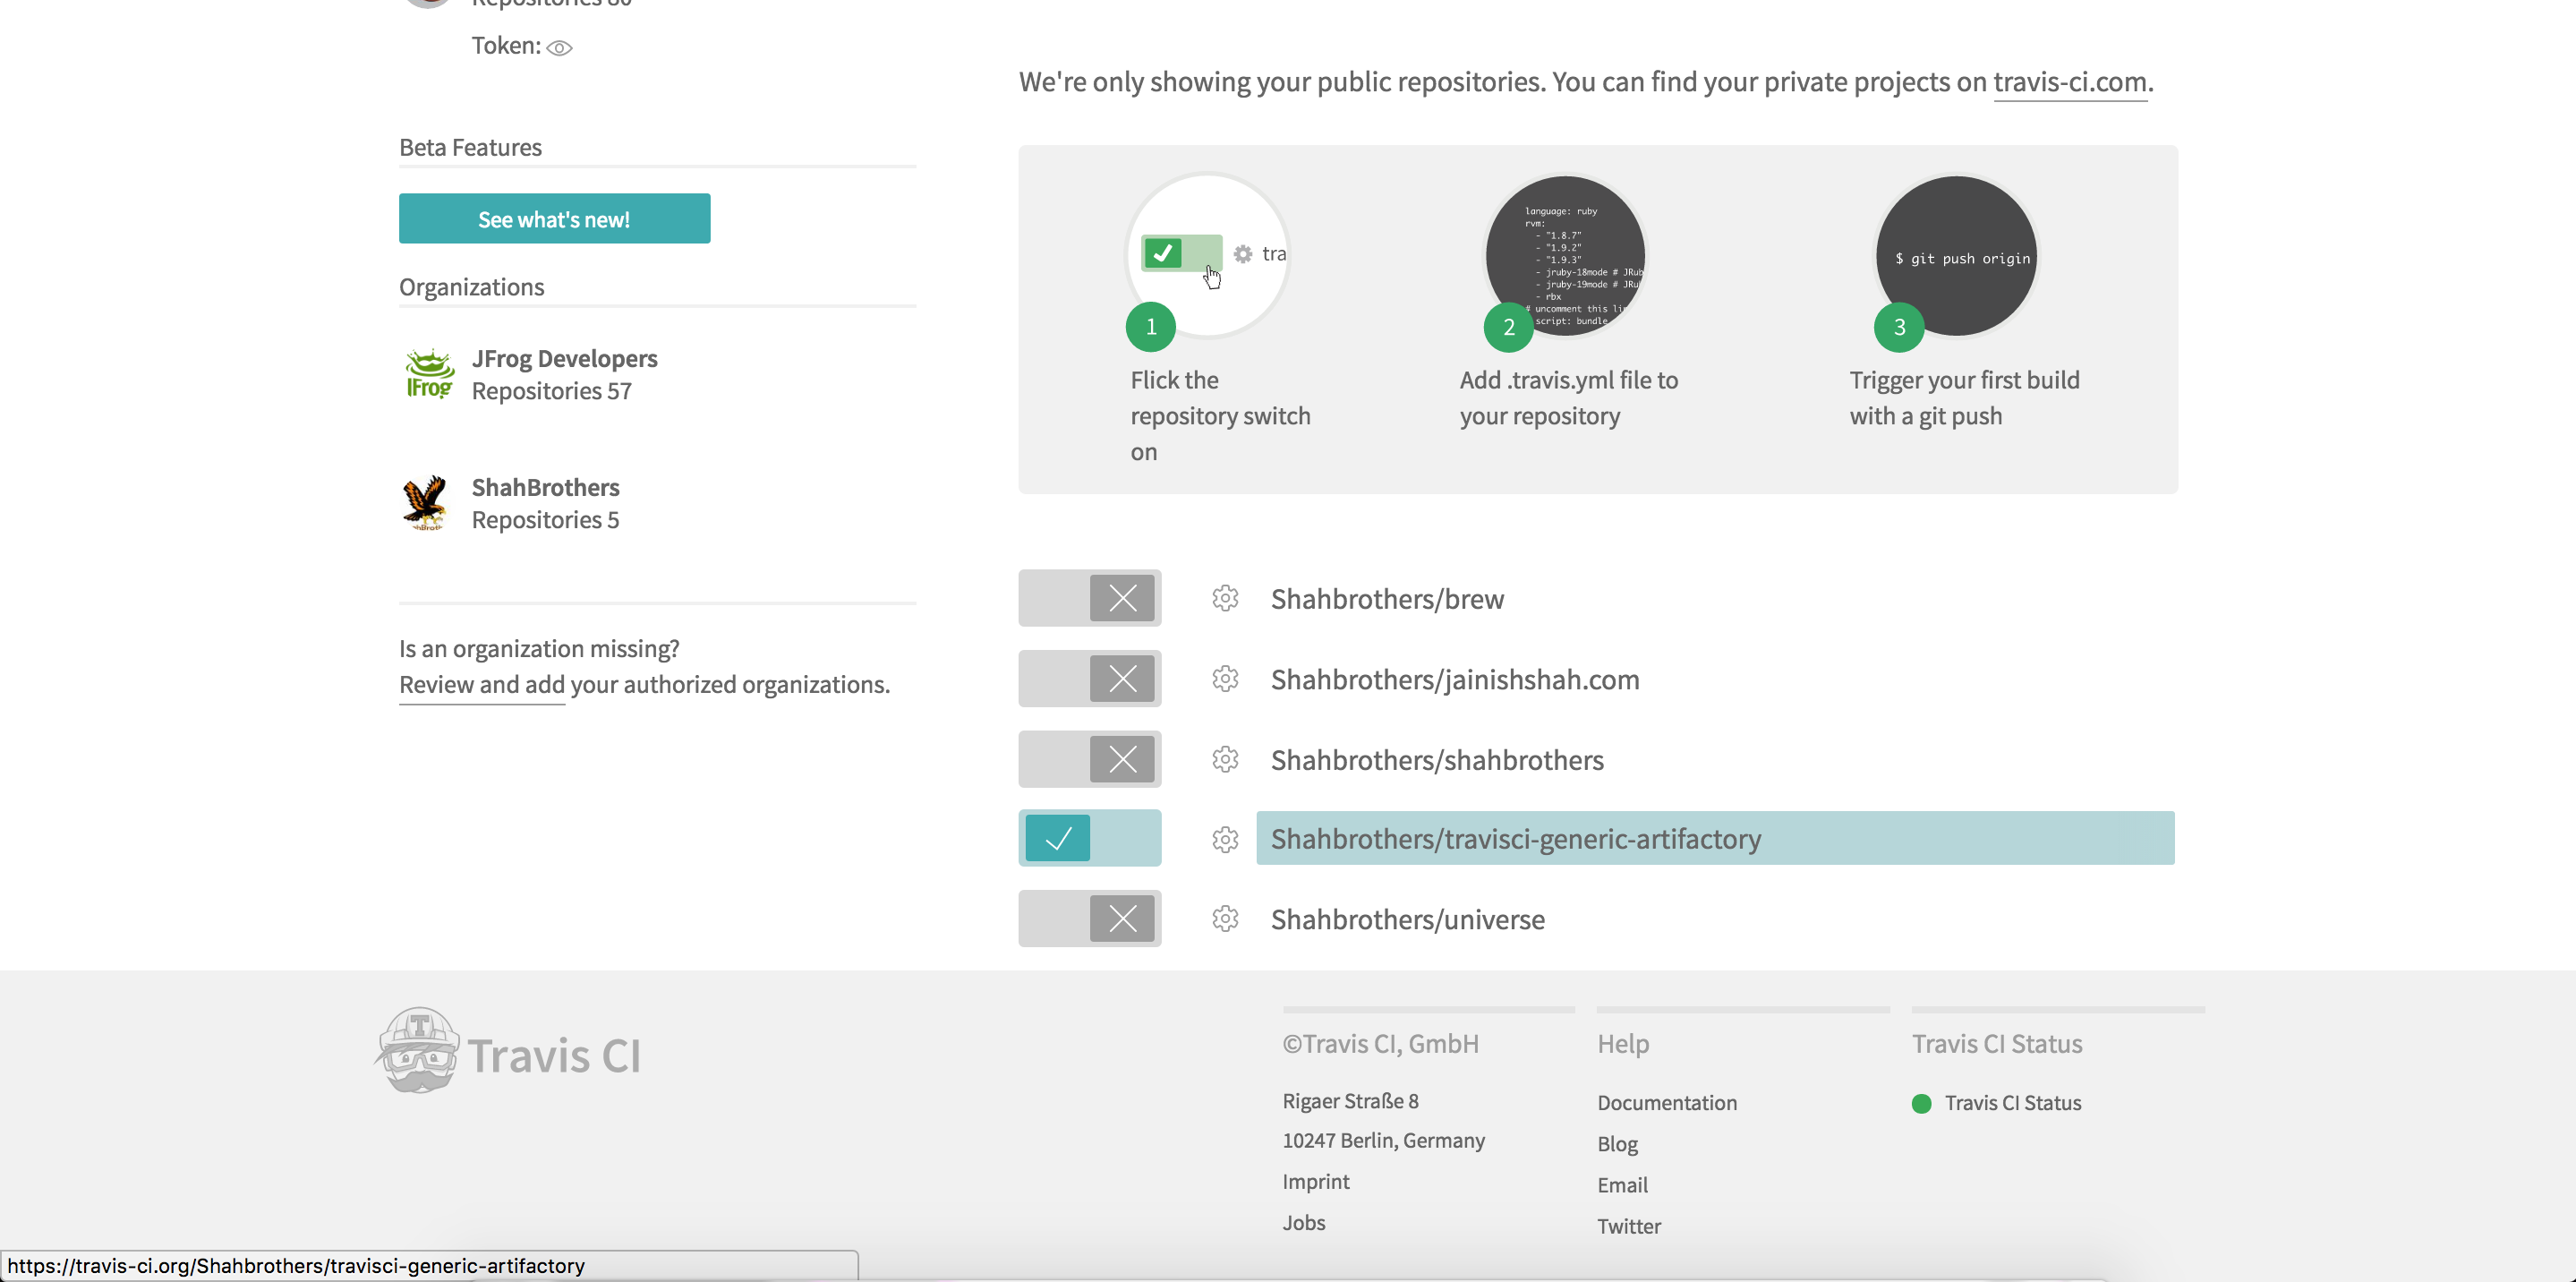 Repositories 80
Token:
We're only showing your public repositories. You can find your private projects on travis-ci.com.
Beta Features
See what's new!
Organizations
JFrog
JFrog Developers
Repositories 57
ShahBrothers
Repositories 5
Is an organization missing?
Review and add your authorized organizations.
tra
1
Flick the
repository switch
on
language: ruby
rvm:
- "1.8.7"
- "1.9.2"
- "1.9.3"
- jruby-18mode # JRub
- jruby-19mode # JRu
- rbx
# uncomment this li
script: bundle
2
Add .travis.yml file to
your repository
$ git push origin
3
Trigger your first build
with a git push
Shahbrothers/brew
Shahbrothers/jainishshah.com
Shahbrothers/shahbrothers
Shahbrothers/travisci-generic-artifactory
Shahbrothers/universe
T
Travis CI
©Travis CI, GmbH
Rigaer Straße 8
10247 Berlin, Germany
Imprint
Jobs
Help
Documentation
Blog
Email
Twitter
Travis CI Status
Travis CI Status
https://travis-ci.org/Shahbrothers/travisci-generic-artifactory